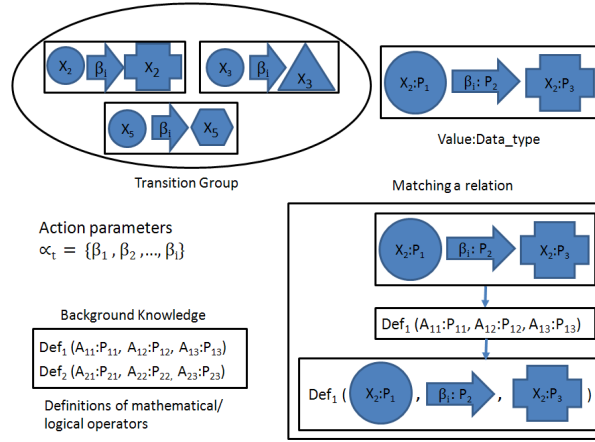 X₂ βᵢ X₂
X₃ βᵢ X₃
X₅ βᵢ X₅
Transition Group
X₂:P₁ βᵢ: P₂ X₂:P₃
Value:Data_type
Action parameters
∝ₜ = {β₁ , β₂ ,..., βᵢ}
Background Knowledge
Def₁ (A₁₁:P₁₁, A₁₂:P₁₂, A₁₃:P₁₃)
Def₂ (A₂₁:P₂₁, A₂₂:P₂₂, A₂₃:P₂₃)
Definitions of mathematical/
logical operators
Matching a relation
X₂:P₁ βᵢ: P₂ X₂:P₃
Def₁ (A₁₁:P₁₁, A₁₂:P₁₂, A₁₃:P₁₃)
Def₁ ( X₂:P₁ , βᵢ: P₂ , X₂:P₃ )